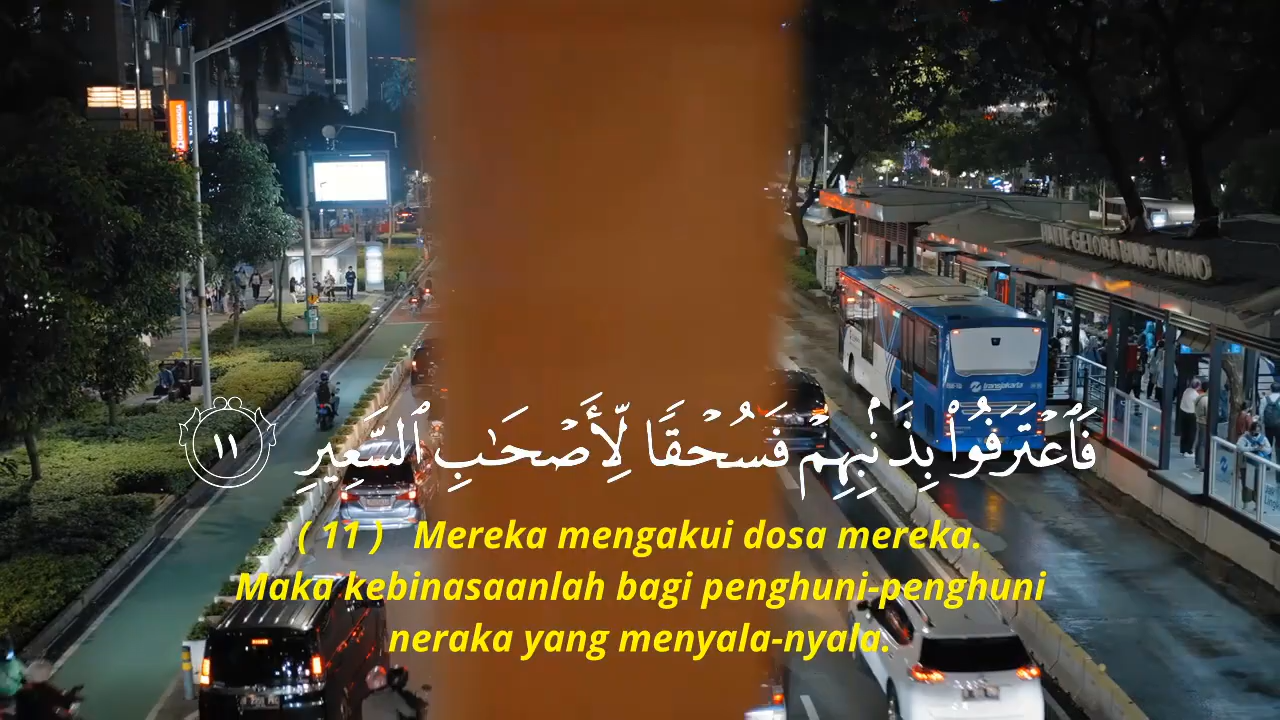 HALTE GELORA BUNG KARNO
transjakarta
فَٱعْتَرَفُوا۟ بِذَنۢبِهِمْ فَسُحْقًا لِّأَصْحَٰبِ ٱلسَّعِيرِ ١١
( 11 ) Mereka mengakui dosa mereka.
Maka kebinasaanlah bagi penghuni-penghuni
neraka yang menyala-nyala.